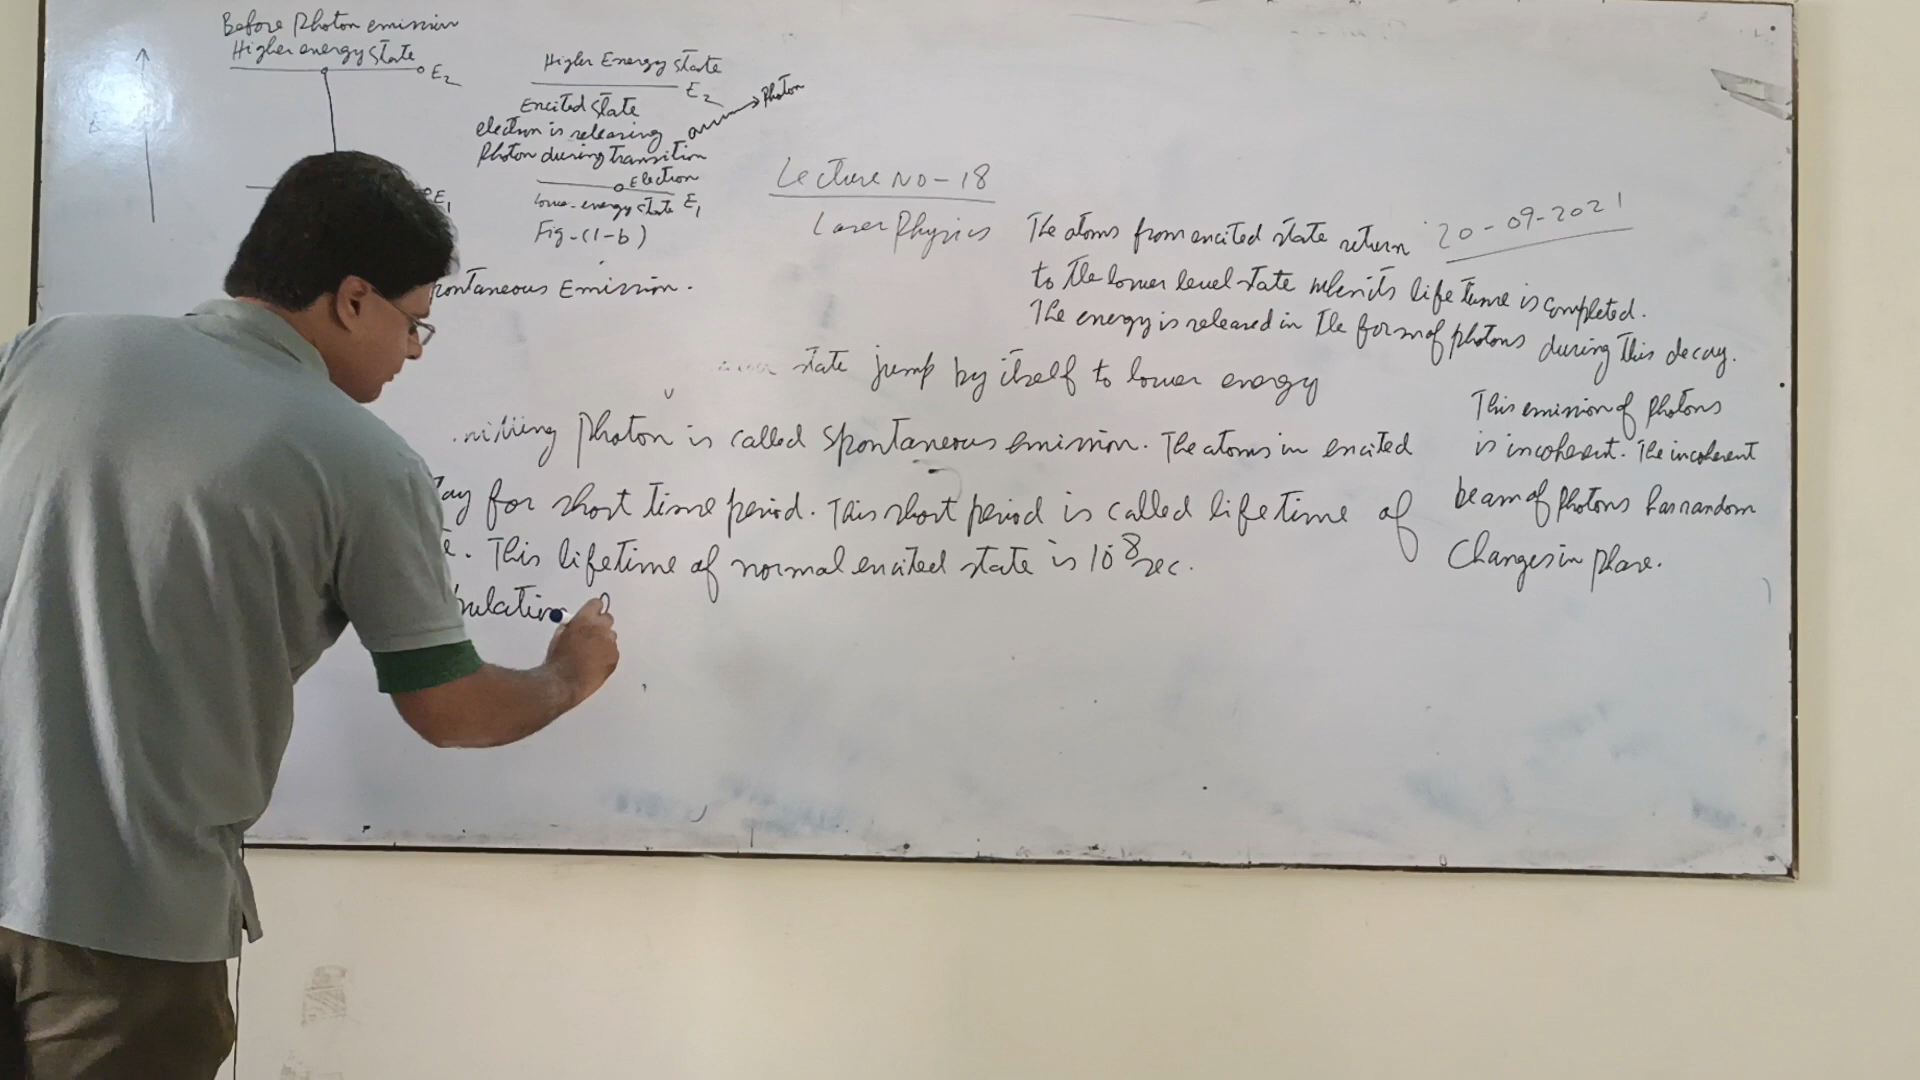 Before Photon emission
Higher energy state
E2
E1
Higher Energy State
E2
Excited State
electron is releasing
Photon during transition
Photon
Electron
Lower energy state E1
Fig-(1-b)
pontaneous Emission.
Lecture NO-18
Laser Physics
20-09-2021
The atoms from excited state return
to the lower level state when its life time is completed.
The energy is released in the form of photons during this decay.
state jump by itself to lower energy
Photon is called spontaneous emission. The atoms in excited
for short time period. This short period is called life time of
This lifetime of normal excited state is 10-8 sec.
This emission of Photons
is incoherent. The incoherent
beam of Photons has random
Changes in phase.